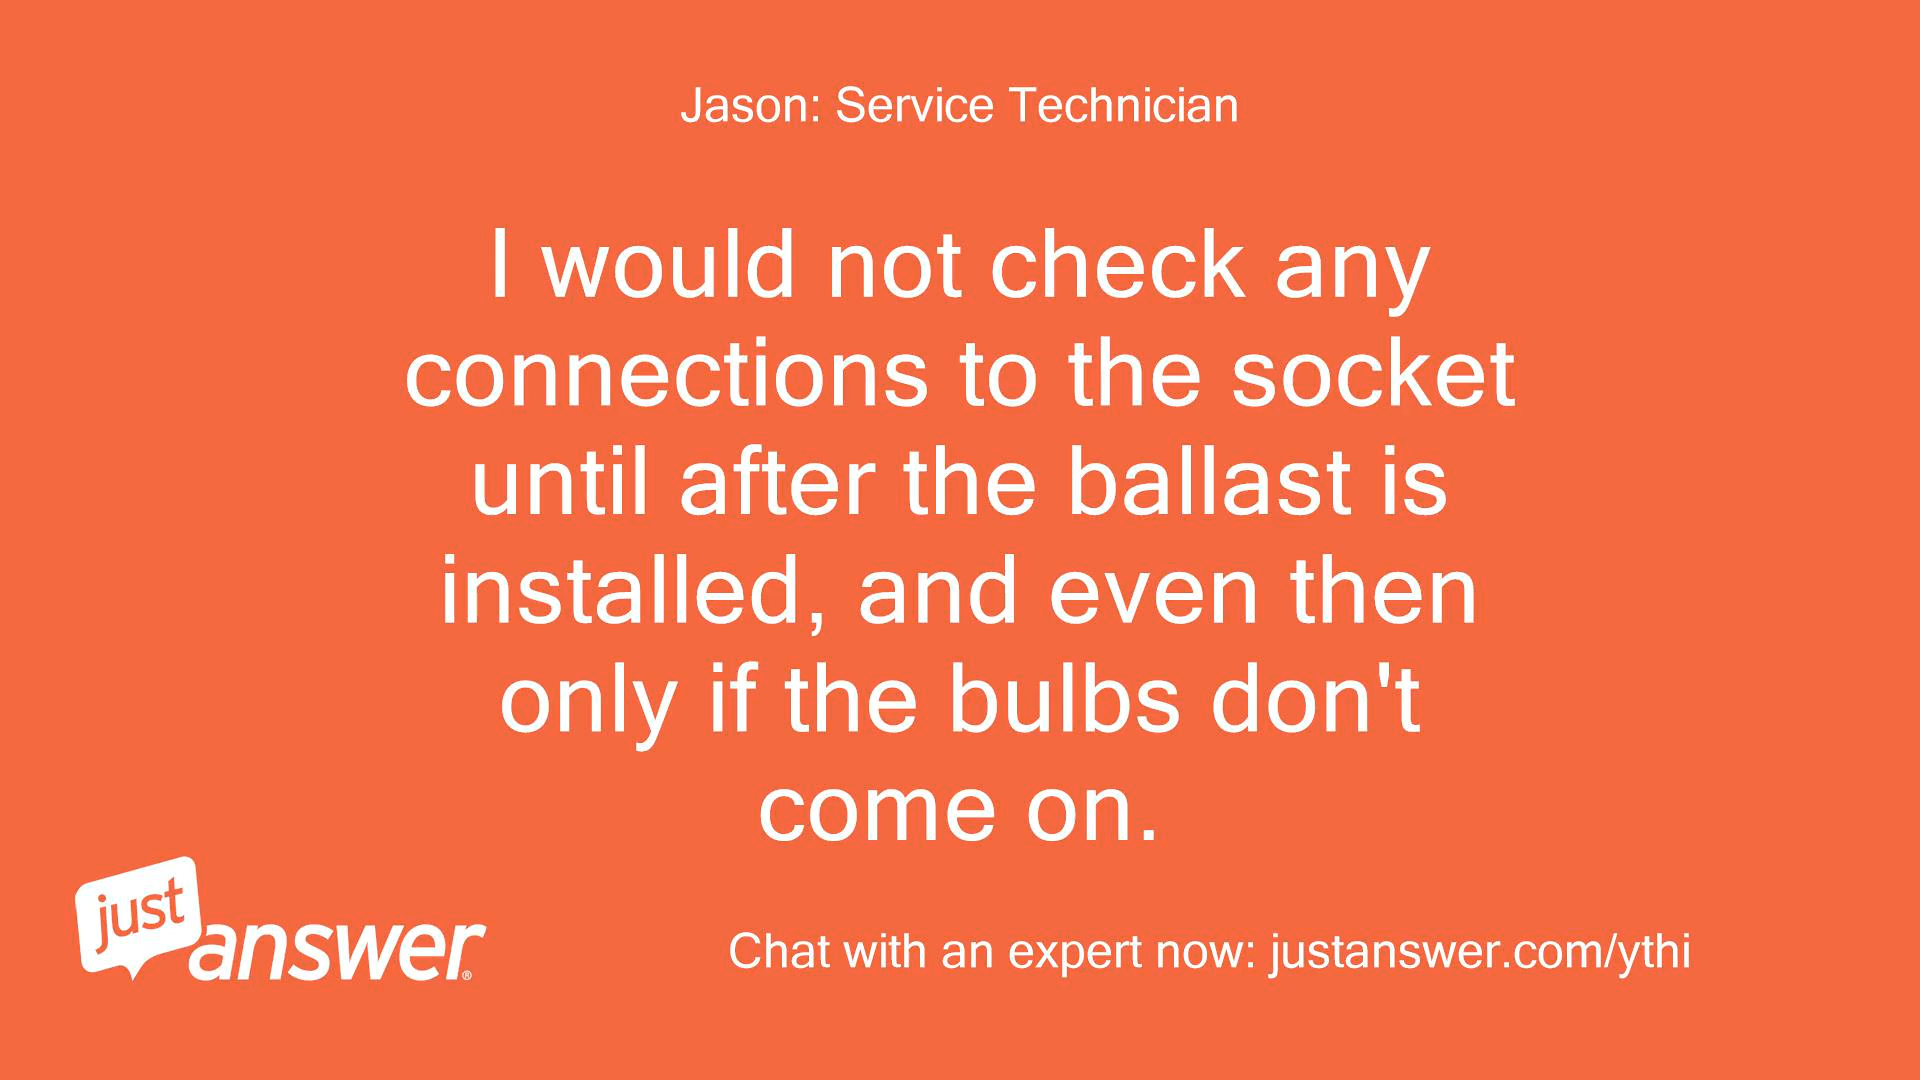 Jason: Service Technician
I would not check any
connections to the socket
until after the ballast is
installed, and even then
only if the bulbs don't
come on.
just
answer®
Chat with an expert now: justanswer.com/ythi